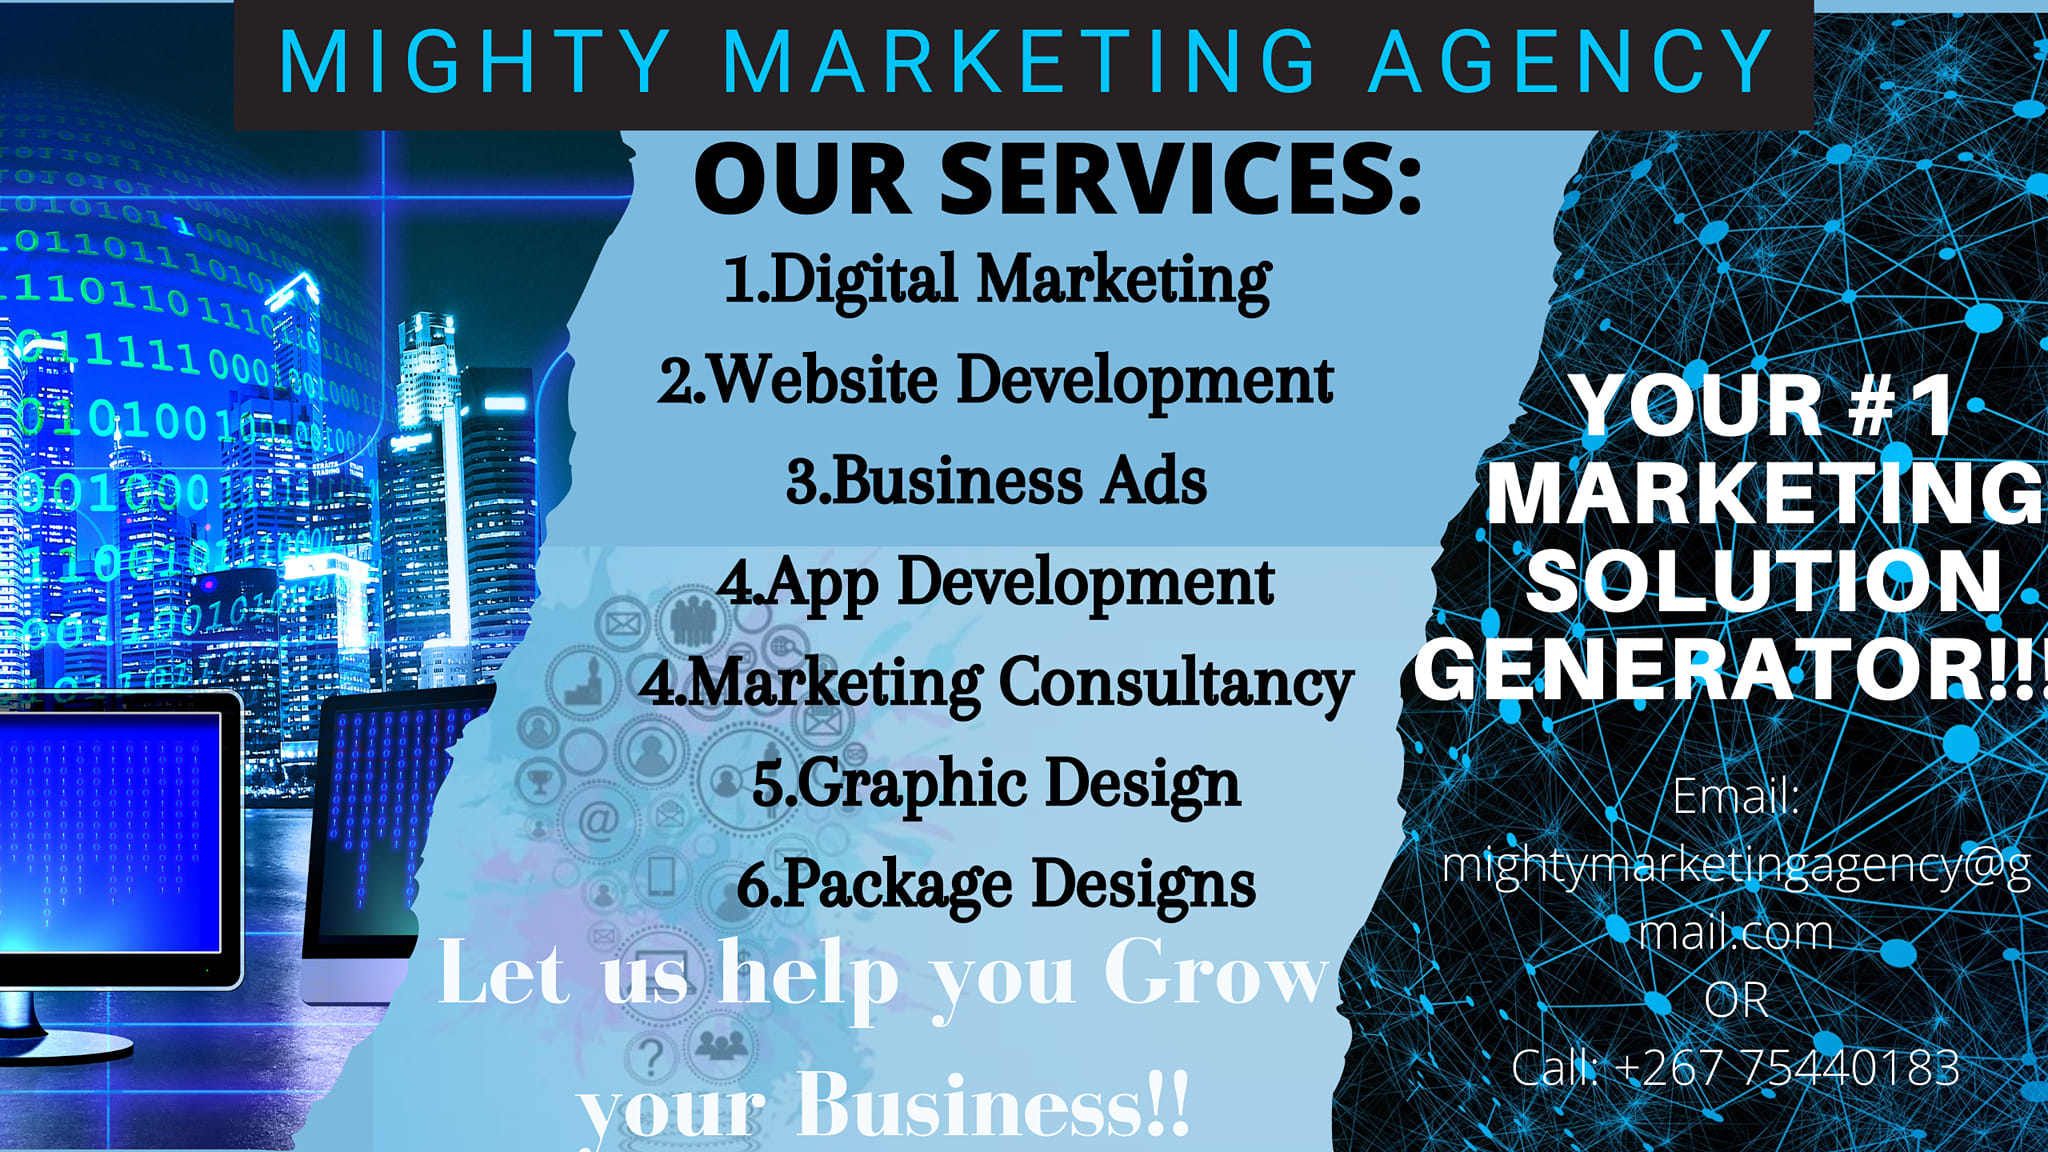 MIGHTY MARKETING AGENCY
OUR SERVICES:
1.Digital Marketing
2.Website Development
3.Business Ads
4.App Development
4.Marketing Consultancy
5.Graphic Design
6.Package Designs
Let us help you Grow
your Business!!
YOUR #1
MARKETING
SOLUTION
GENERATOR!!!
Email:
mightymarketingagency@g
mail.com
OR
Call: +267 75440183